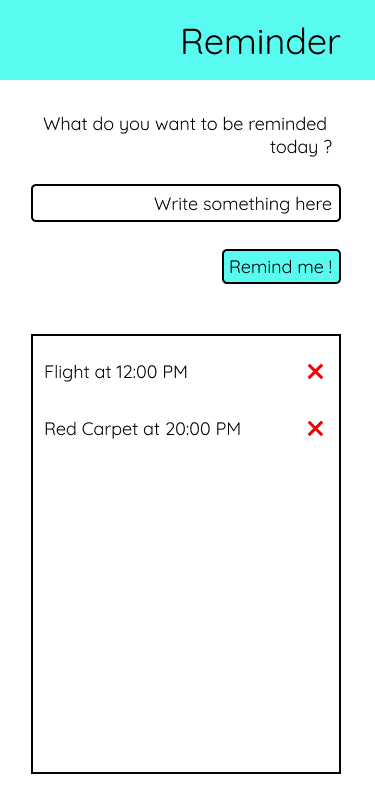 Reminder
What do you want to be reminded
today ?
Write something here
Remind me !
Flight at 12:00 PM
Red Carpet at 20:00 PM